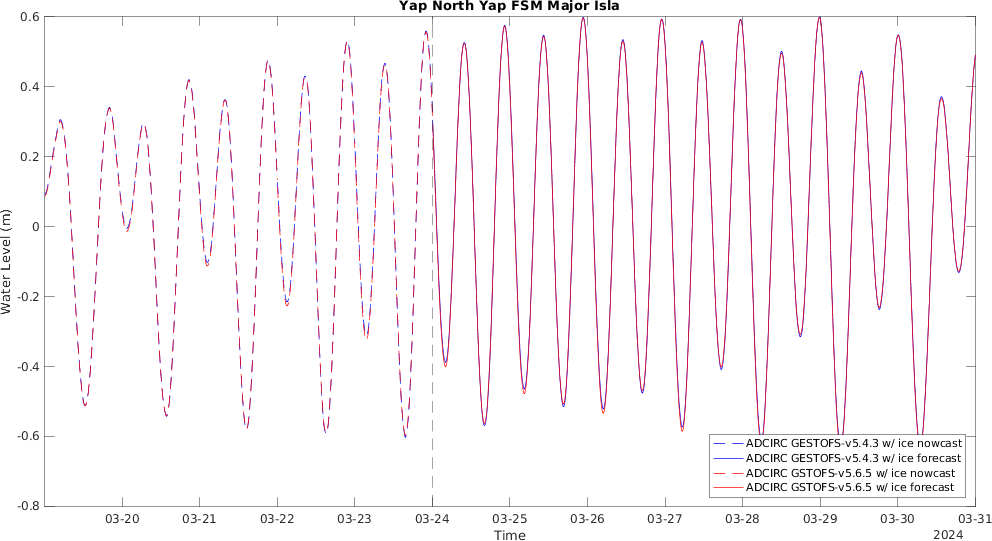 Yap North Yap FSM Major Isla
0.6
0.4
0.2
0
-0.2
-0.4
-0.6
-0.8
Water Level (m)
ADCIRC GESTOFS-v5.4.3 w/ ice nowcast
ADCIRC GESTOFS-v5.4.3 w/ ice forecast
ADCIRC GSTOFS-v5.6.5 w/ ice nowcast
ADCIRC GSTOFS-v5.6.5 w/ ice forecast
03-20 03-21 03-22 03-23 03-24 03-25 03-26 03-27 03-28 03-29 03-30 03-31
Time
2024